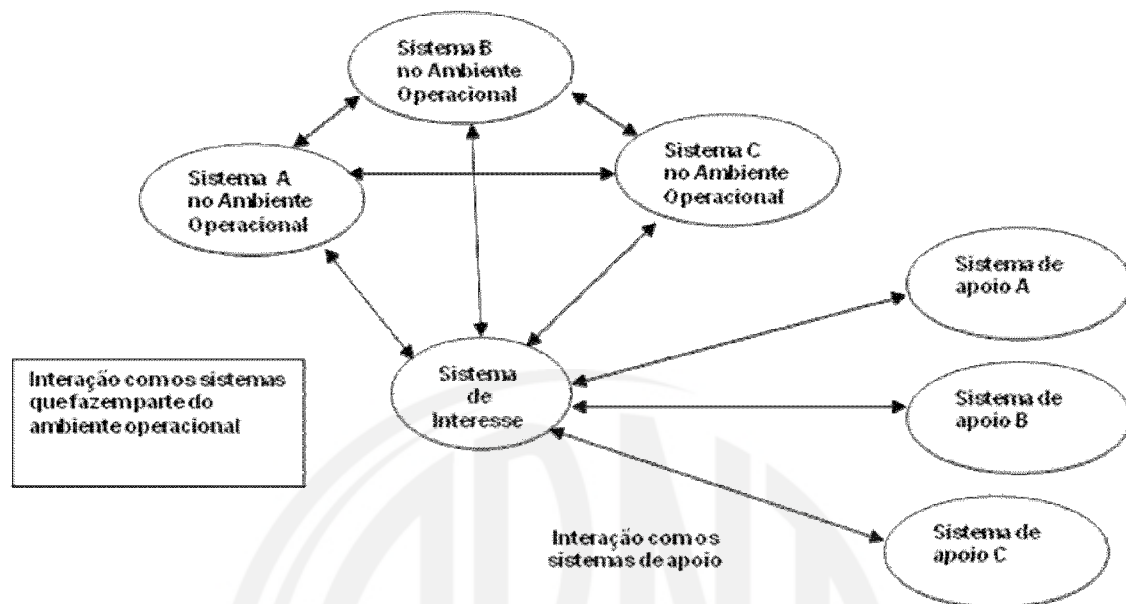 Sistema B
no Ambiente
Operacional
Sistema A
no Ambiente
Operacional
Sistema C
no Ambiente
Operacional
Sistema de
apoio A
Interação com os sistemas
que fazem parte do
ambiente operacional
Sistema
de
Interesse
Sistema de
apoio B
Interação com os
sistemas de apoio
Sistema de
apoio C